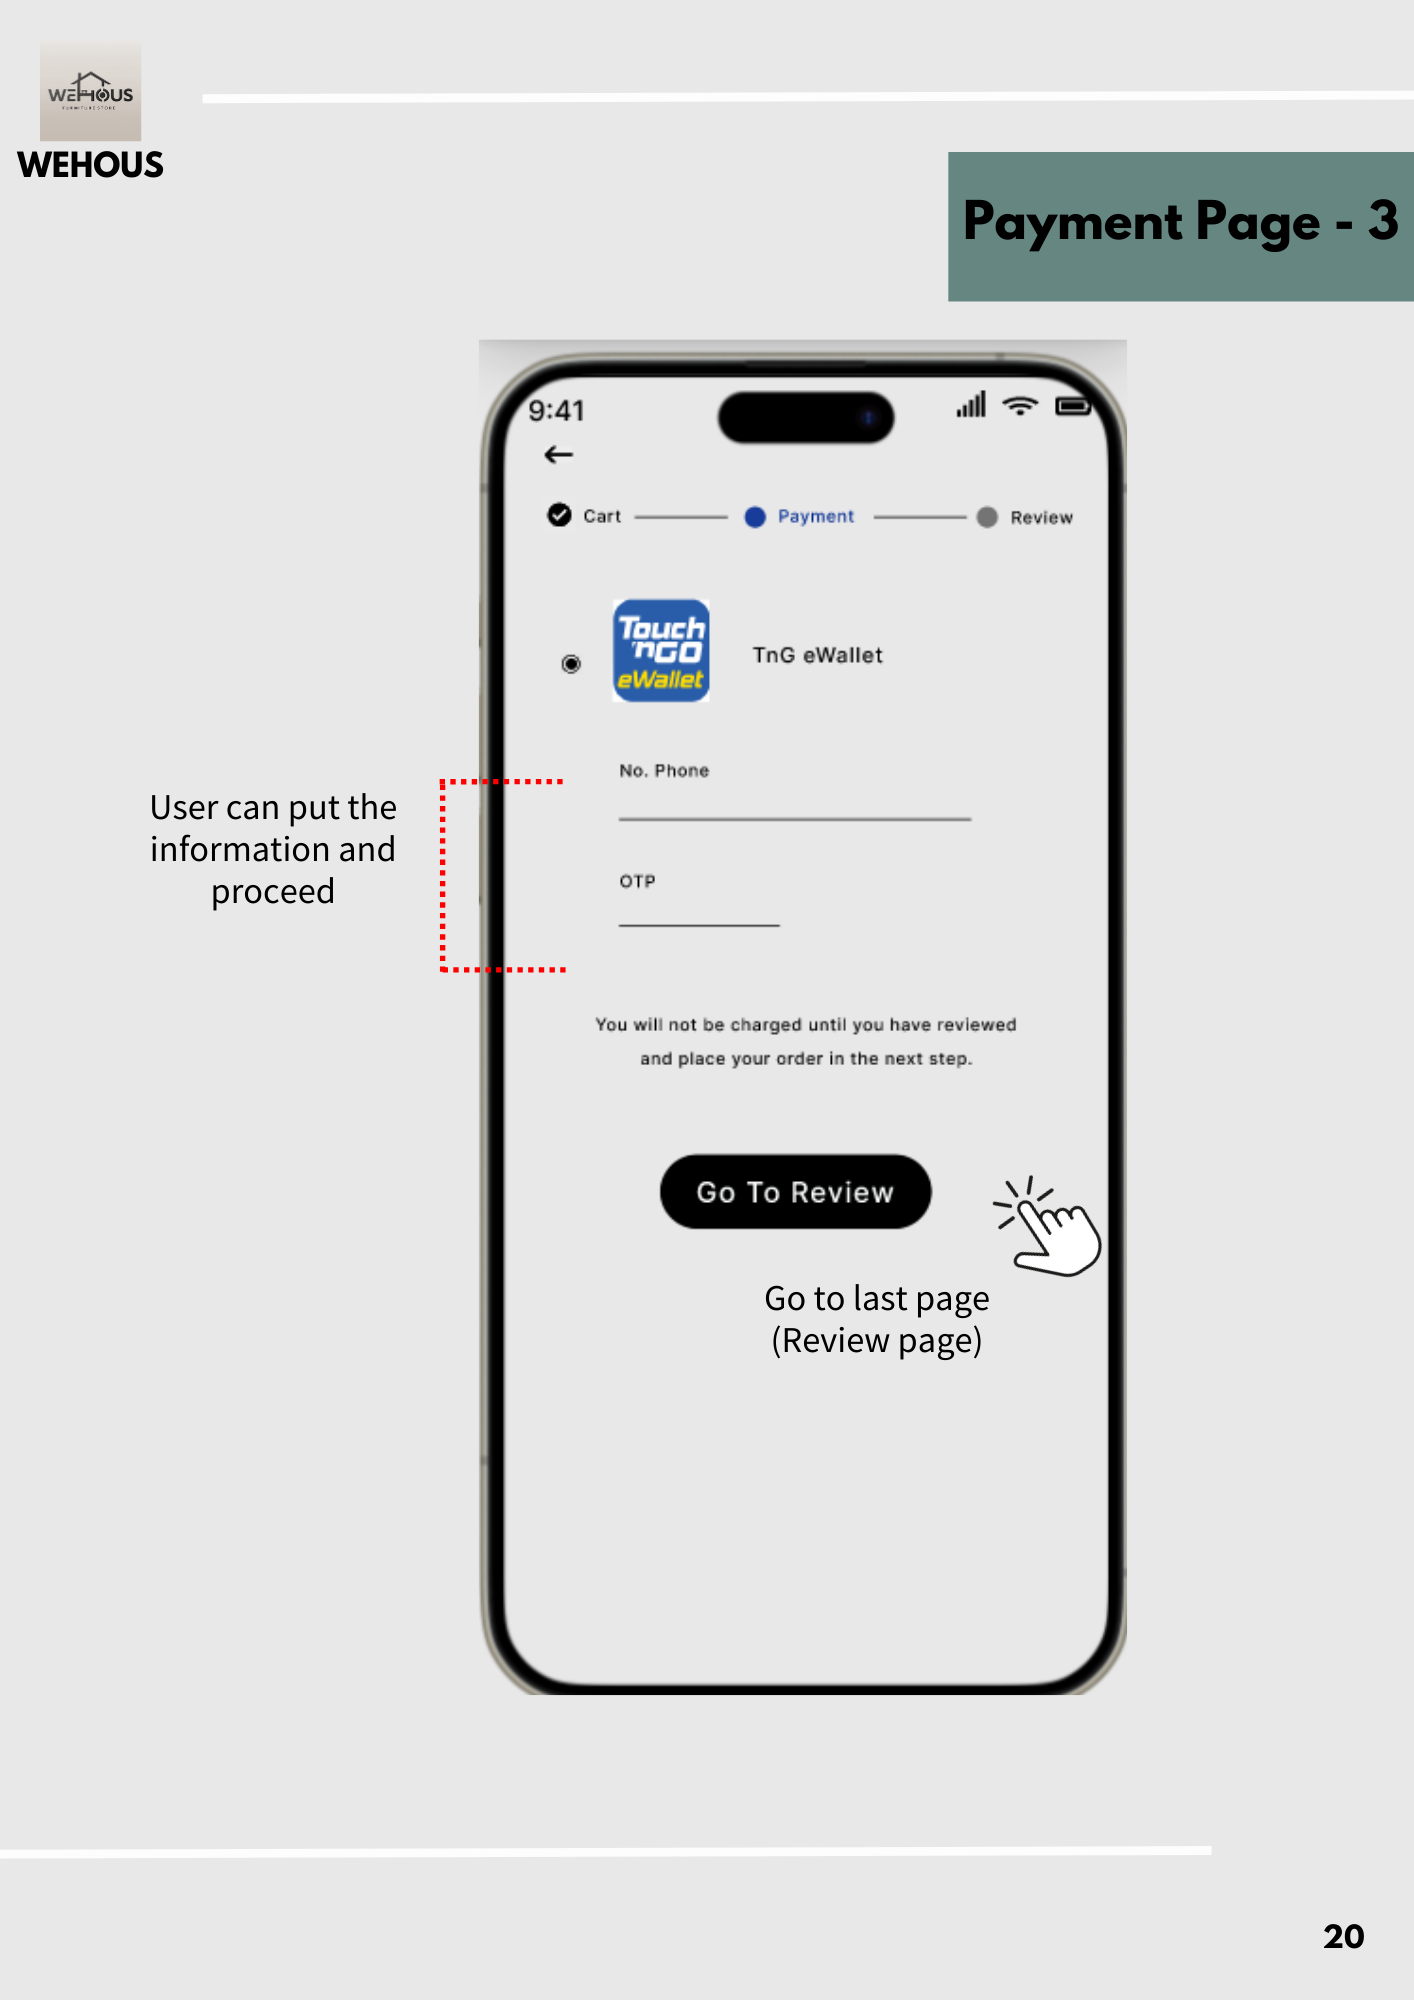 WEHOUS
FURNITURE STORE
WEHOUS
Payment Page - 3
9:41
Cart
Payment
Review
Touch
'nGO
eWallet
TnG eWallet
No. Phone
User can put the
information and
proceed
OTP
You will not be charged until you have reviewed
and place your order in the next step.
Go To Review
Go to last page
(Review page)
20